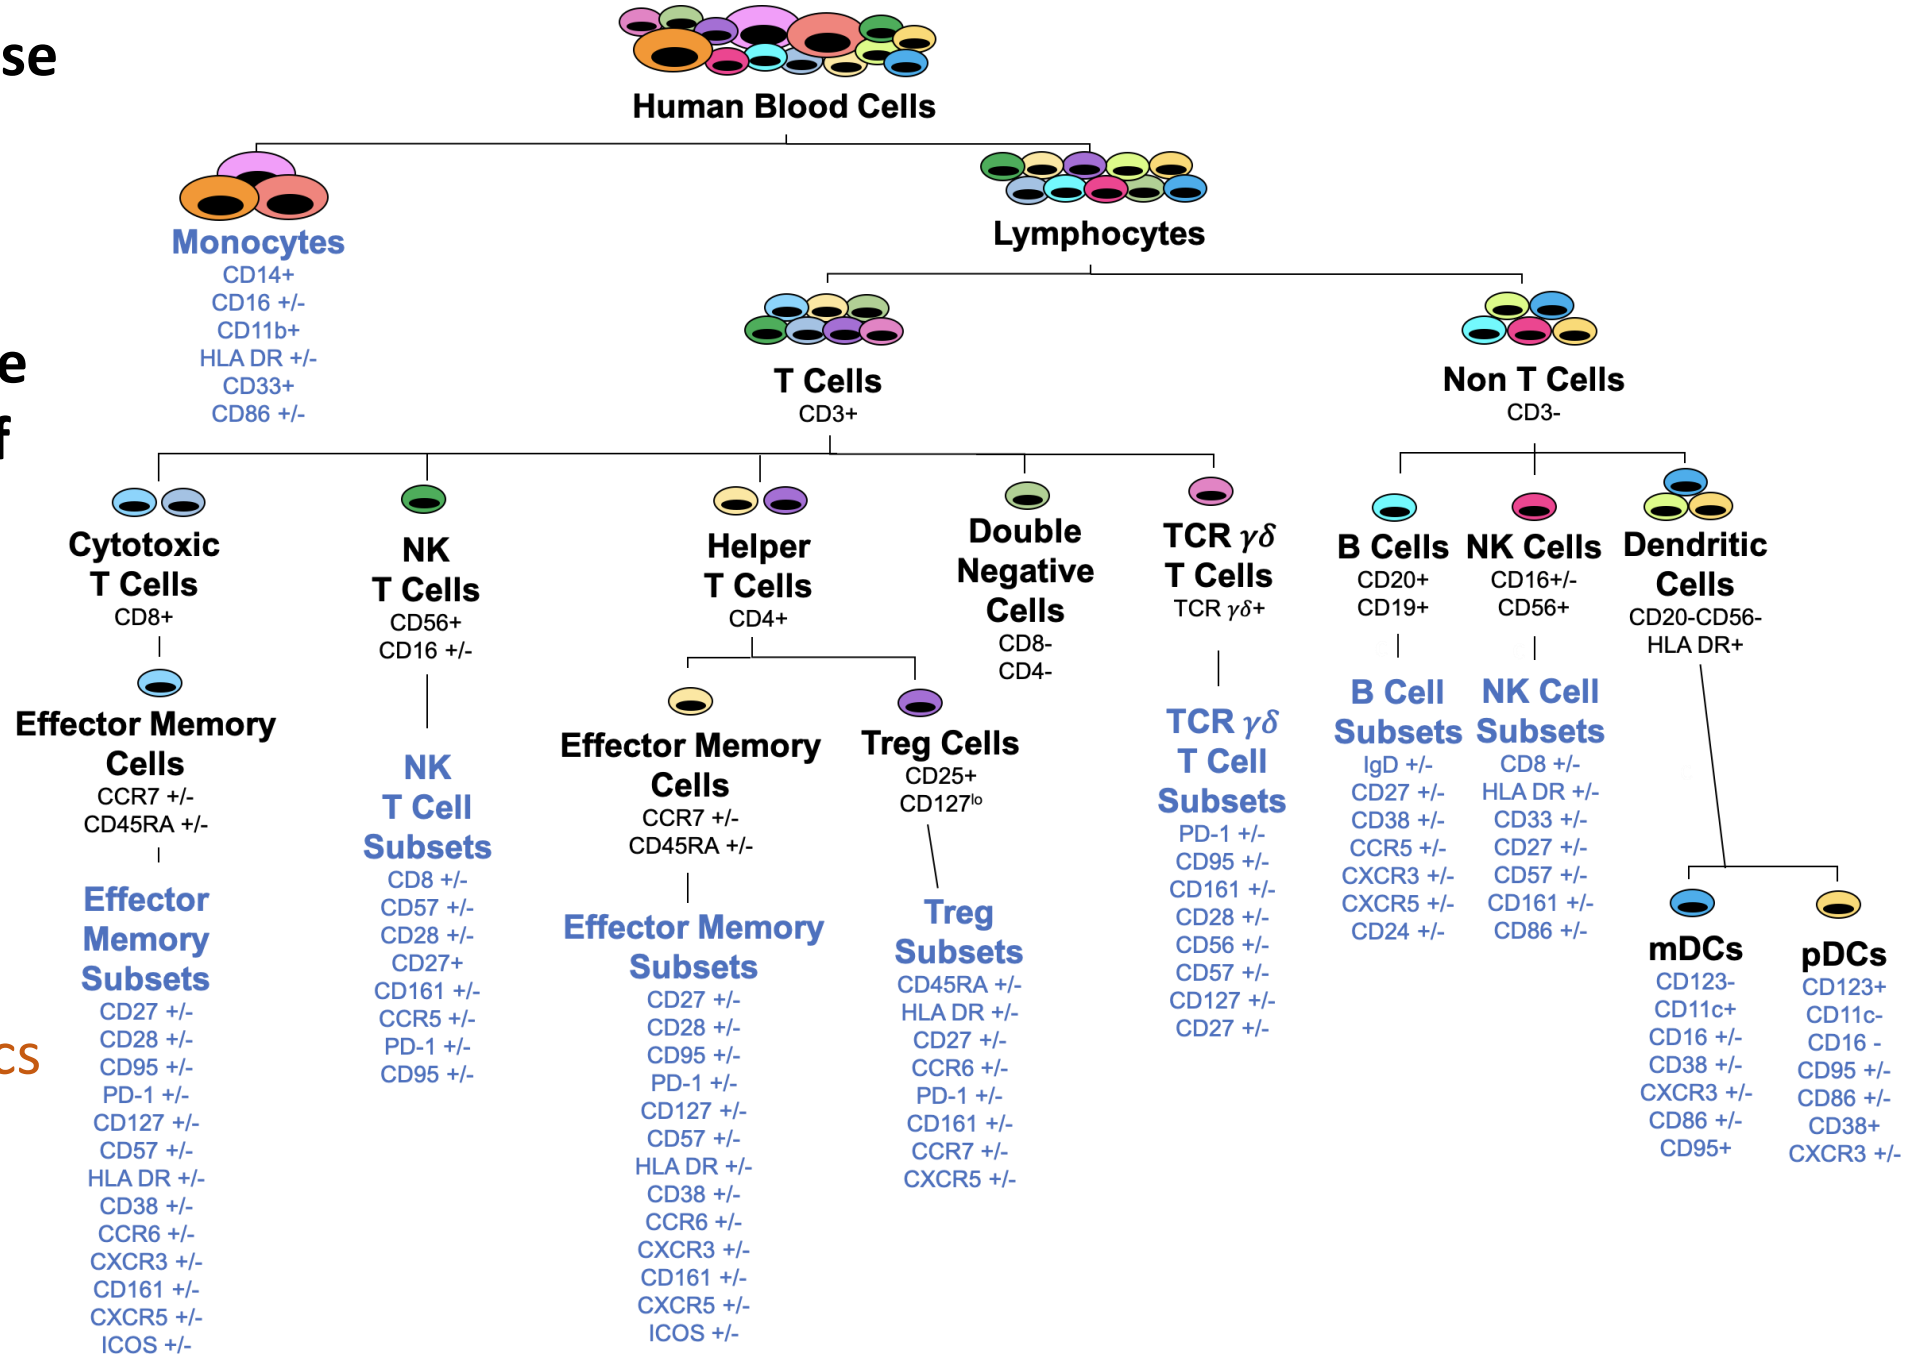 se
e
f
cs
Human Blood Cells
Monocytes
CD14+
CD16 +/-
CD11b+
HLA DR +/-
CD33+
CD86 +/-
Lymphocytes
T Cells
CD3+
Non T Cells
CD3-
Cytotoxic
T Cells
CD8+
Effector Memory
Cells
CCR7 +/-
CD45RA +/-
Effector
Memory
Subsets
CD27 +/-
CD28 +/-
CD95 +/-
PD-1 +/-
CD127 +/-
CD57 +/-
HLA DR +/-
CD38 +/-
CCR6 +/-
CXCR3 +/-
CD161 +/-
CXCR5 +/-
ICOS +/-
NK
T Cells
CD56+
CD16 +/-
NK
T Cell
Subsets
CD8 +/-
CD57 +/-
CD28 +/-
CD27+
CD161 +/-
CCR5 +/-
PD-1 +/-
CD95 +/-
Helper
T Cells
CD4+
Effector Memory
Cells
CCR7 +/-
CD45RA +/-
Effector Memory
Subsets
CD27 +/-
CD28 +/-
CD95 +/-
PD-1 +/-
CD127 +/-
CD57 +/-
HLA DR +/-
CD38 +/-
CCR6 +/-
CXCR3 +/-
CD161 +/-
CXCR5 +/-
ICOS +/-
Treg Cells
CD25+
CD127lo
Treg
Subsets
CD45RA +/-
HLA DR +/-
CD27 +/-
CCR6 +/-
PD-1 +/-
CD161 +/-
CCR7 +/-
CXCR5 +/-
Double
Negative
Cells
CD8-
CD4-
TCR γδ
T Cells
TCR γδ+
TCR γδ
T Cell
Subsets
PD-1 +/-
CD95 +/-
CD161 +/-
CD28 +/-
CD56 +/-
CD57 +/-
CD127 +/-
CD27 +/-
B Cells
CD20+
CD19+
B Cell
Subsets
IgD +/-
CD27 +/-
CD38 +/-
CCR5 +/-
CXCR3 +/-
CXCR5 +/-
CD24 +/-
NK Cells
CD16+/-
CD56+
NK Cell
Subsets
CD8 +/-
HLA DR +/-
CD33 +/-
CD27 +/-
CD57 +/-
CD161 +/-
CD86 +/-
Dendritic
Cells
CD20-CD56-
HLA DR+
mDCs
CD123-
CD11c+
CD16 +/-
CD38 +/-
CXCR3 +/-
CD86 +/-
CD95+
pDCs
CD123+
CD11c-
CD16 -
CD95 +/-
CD86 +/-
CD38+
CXCR3 +/-